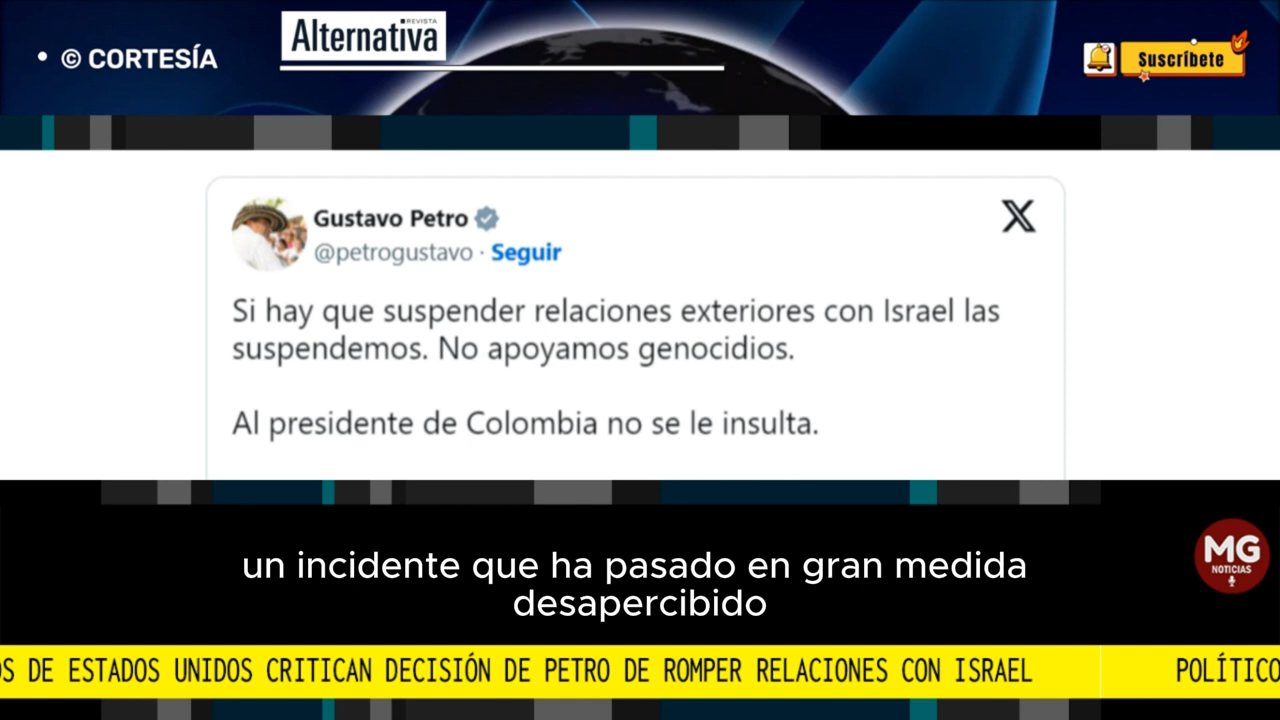 © CORTESÍA
REVISTA
Alternativa
Suscríbete
Gustavo Petro
@petrogustavo · Seguir
Si hay que suspender relaciones exteriores con Israel las
suspendemos. No apoyamos genocidios.
Al presidente de Colombia no se le insulta.
un incidente que ha pasado en gran medida
desapercibido
MG
NOTICIAS
OS DE ESTADOS UNIDOS CRITICAN DECISIÓN DE PETRO DE ROMPER RELACIONES CON ISRAEL POLÍTICO